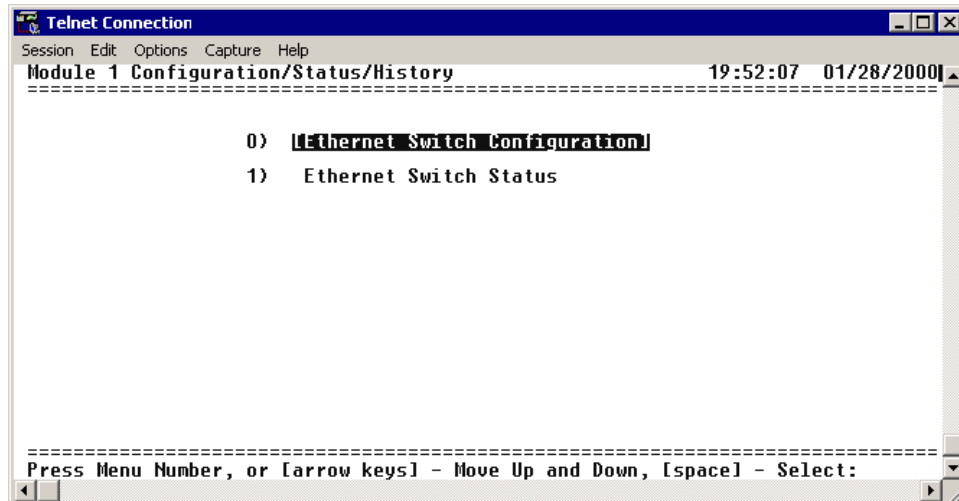 Telnet Connection
Session Edit Options Capture Help
Module 1 Configuration/Status/History 19:52:07 01/28/2000
==============================================================================
0) [Ethernet Switch Configuration]
1) Ethernet Switch Status
==============================================================================
Press Menu Number, or [arrow keys] - Move Up and Down, [space] - Select: